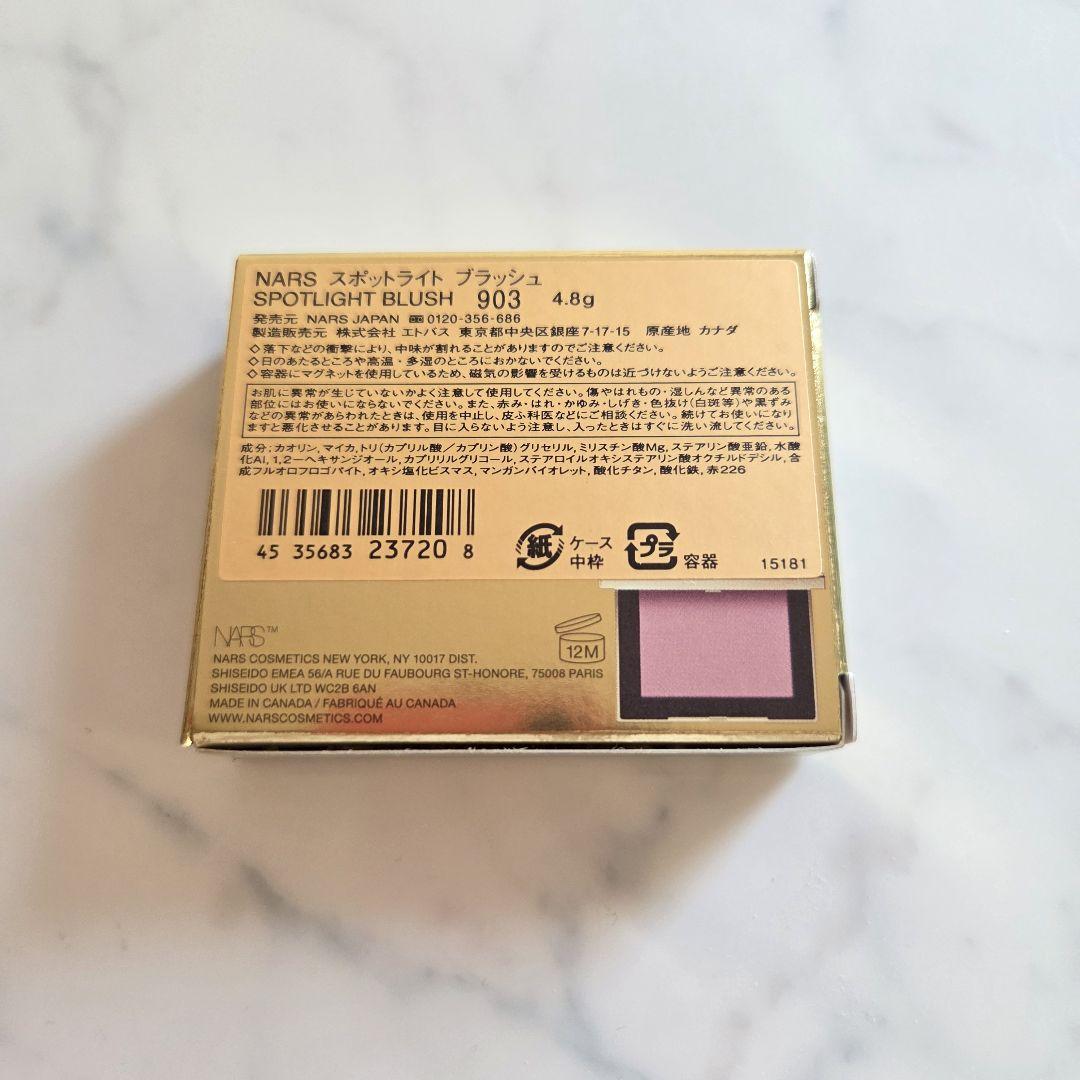 NARS スポットライト ブラッシュ
SPOTLIGHT BLUSH 903 4.8g
発売元 NARS JAPAN 0120-356-686
製造販売元 株式会社 エトバス 東京都中央区銀座7-17-15 原産地 カナダ
◇落下などの衝撃により、中味が割れることがありますのでご注意ください。
◇日のあたるところや高温・多湿のところにおかないでください。
◇容器にマグネットを使用しているため、磁気の影響を受けるものは近づけないようご注意ください。
お肌に異常が生じていないかよく注意して使用してください。傷やはれもの・湿しんなど異常のある
部位にはお使いにならないでください。また、赤み・はれ・かゆみ・しげき・色抜け(白斑等)や黒ずみ
などの異常があらわれたときは、使用を中止し、皮ふ科医などにご相談ください。続けてお使いになり
ますと悪化させることがあります。目に入らないよう注意し、入ったときはすぐに洗い流してください。
成分:カオリン,マイカ,トリ(カプリル酸/カプリン酸)グリセリル,ミリスチン酸Mg,ステアリン酸亜鉛,水酸
化Al,1,2-ヘキサンジオール,カプリリルグリコール,ステアロイルオキシステアリン酸オクチルドデシル,合
成フルオロフロゴパイト,オキシ塩化ビスマス,マンガンバイオレット,酸化チタン,酸化鉄,赤226
45 35683 23720 8
紙 ケース
中枠
プラ 容器
15181
NARS™
12M
NARS COSMETICS NEW YORK, NY 10017 DIST.
SHISEIDO EMEA 56/A RUE DU FAUBOURG ST-HONORE, 75008 PARIS
SHISEIDO UK LTD WC2B 6AN
MADE IN CANADA / FABRIQUÉ AU CANADA
WWW.NARSCOSMETICS.COM